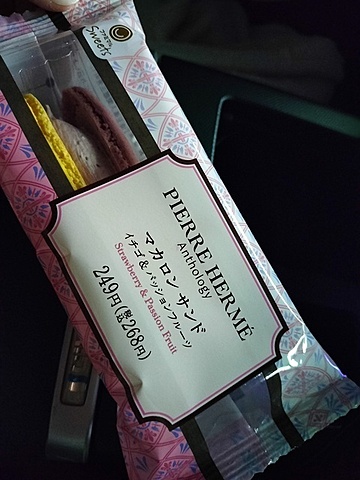 Sweets
PIERRE HERMÉ
Anthology
マカロン サンド
イチゴ & パッションフルーツ
Strawberry & Passion Fruit
249円(税込268円)